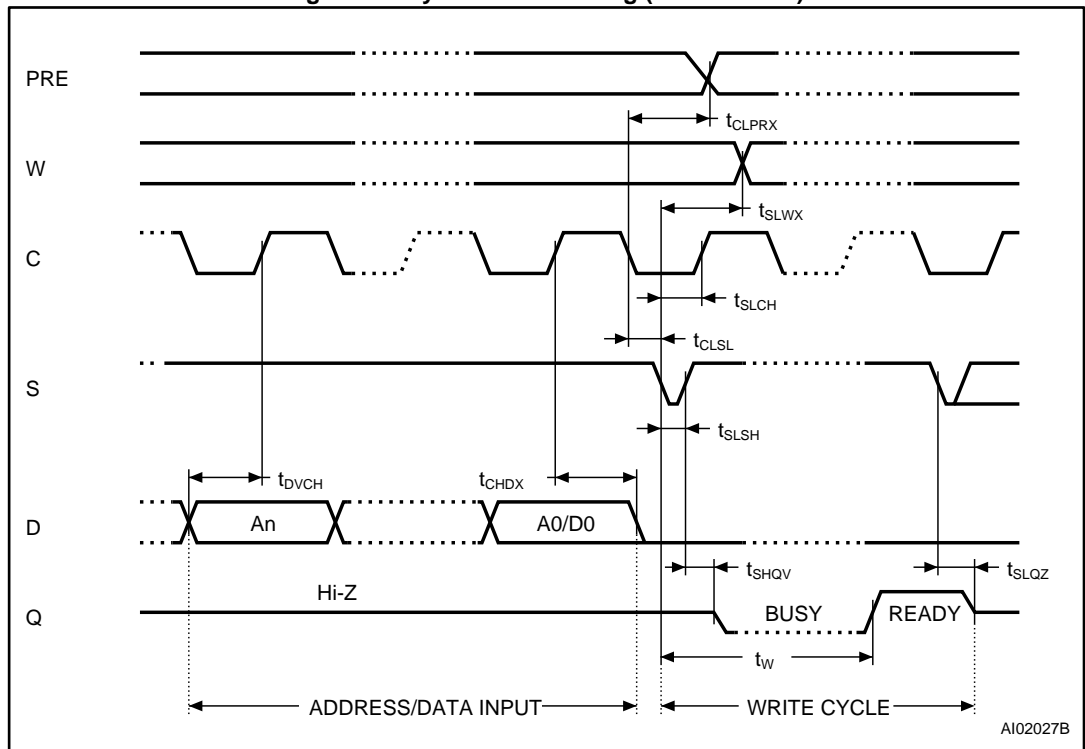 PRE
tCLPRX
W
tSLWX
C
tSLCH
tCLSL
S
tSLSH
tDVCH
tCHDX
D
An
A0/D0
tSHQV
tSLQZ
Hi-Z
Q
BUSY
READY
tW
ADDRESS/DATA INPUT
WRITE CYCLE
AI02027B